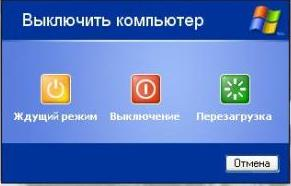 Выключить компьютер
Ждущий режим Выключение Перезагрузка
Отмена